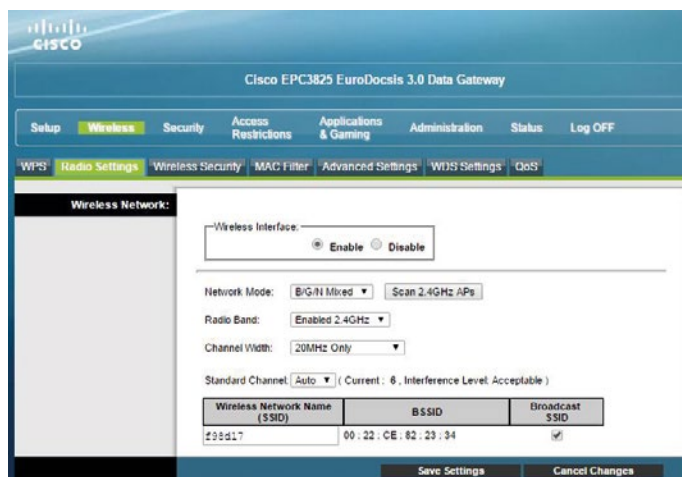 CISCO
Cisco EPC3825 EuroDocsis 3.0 Data Gateway
Setup Wireless Security Access Restrictions Applications & Gaming Administration Status Log OFF
WPS Radio Settings Wireless Security MAC Filter Advanced Settings WDS Settings QoS
Wireless Network:
Wireless Interface:
Enable Disable
Network Mode: B/G/N Mixed Scan 2.4GHz APs
Radio Band: Enabled 2.4GHz
Channel Width: 20MHz Only
Standard Channel: Auto ( Current : 6 , Interference Level: Acceptable )
Wireless Network Name (SSID) BSSID Broadcast SSID
f98d17 00 : 22 : CE : 82 : 23 : 34
Save Settings Cancel Changes